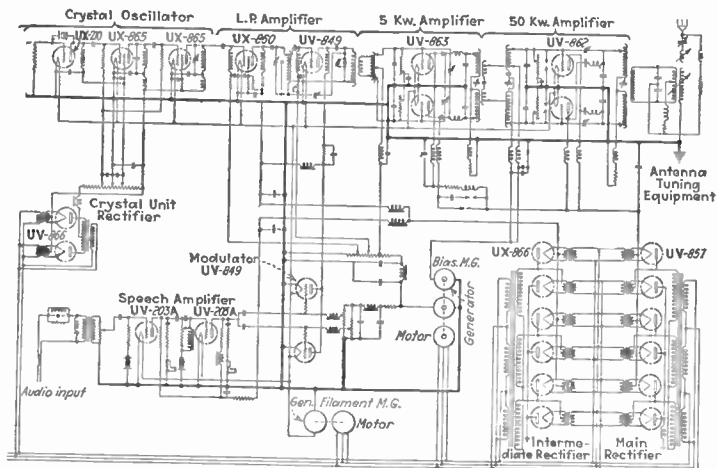 Crystal Oscillator
L.P. Amplifier
5 Kw. Amplifier
50 Kw. Amplifier
UX-210
UX-865
UX-865
UX-850
UV-849
UV-863
UV-862
Antenna
Tuning
Equipment
Crystal Unit
Rectifier
UV-866
Modulator
UV-849
Bias.M.G.
Generator
Motor
UX-866
UV-857
Speech Amplifier
UV-203A
UV-203A
Audio input
Gen.
Filament M.G.
Motor
Interme-
diate Rectifier
Main
Rectifier